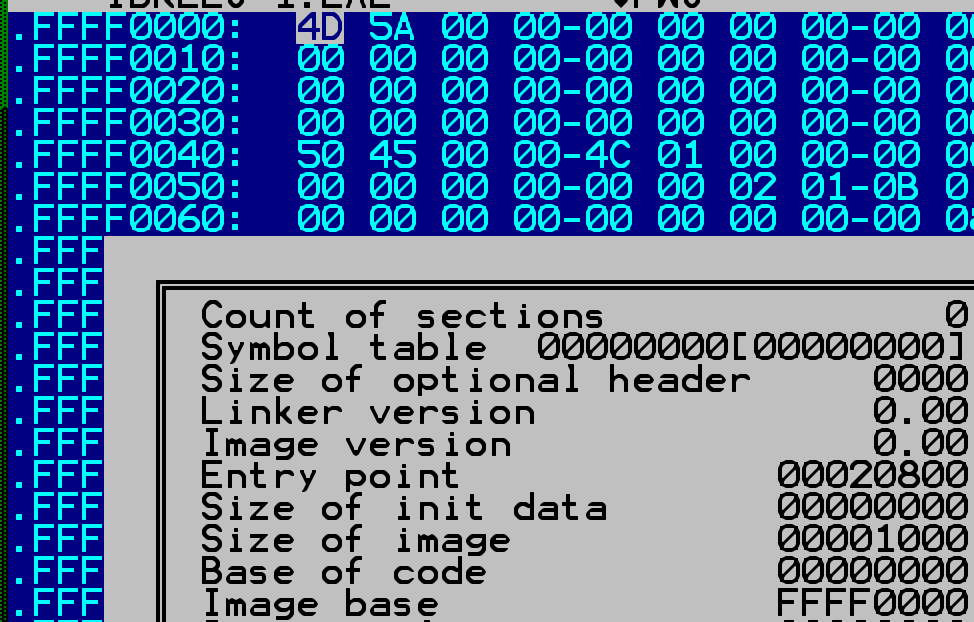 .FFFF0000: 4D 5A 00 00-00 00 00 00-00 0
.FFFF0010: 00 00 00 00-00 00 00 00-00 0
.FFFF0020: 00 00 00 00-00 00 00 00-00 0
.FFFF0030: 00 00 00 00-00 00 00 00-00 0
.FFFF0040: 50 45 00 00-4C 01 00 00-00 0
.FFFF0050: 00 00 00 00-00 00 02 01-0B 0
.FFFF0060: 00 00 00 00-00 00 00 00-00
.FFF
.FFF
.FFF Count of sections 0
.FFF Symbol table 00000000[00000000]
.FFF Size of optional header 0000
.FFF Linker version 0.00
.FFF Image version 0.00
.FFF Entry point 00020800
.FFF Size of init data 00000000
.FFF Size of image 00001000
.FFF Base of code 00000000
.FFF Image base FFFF0000